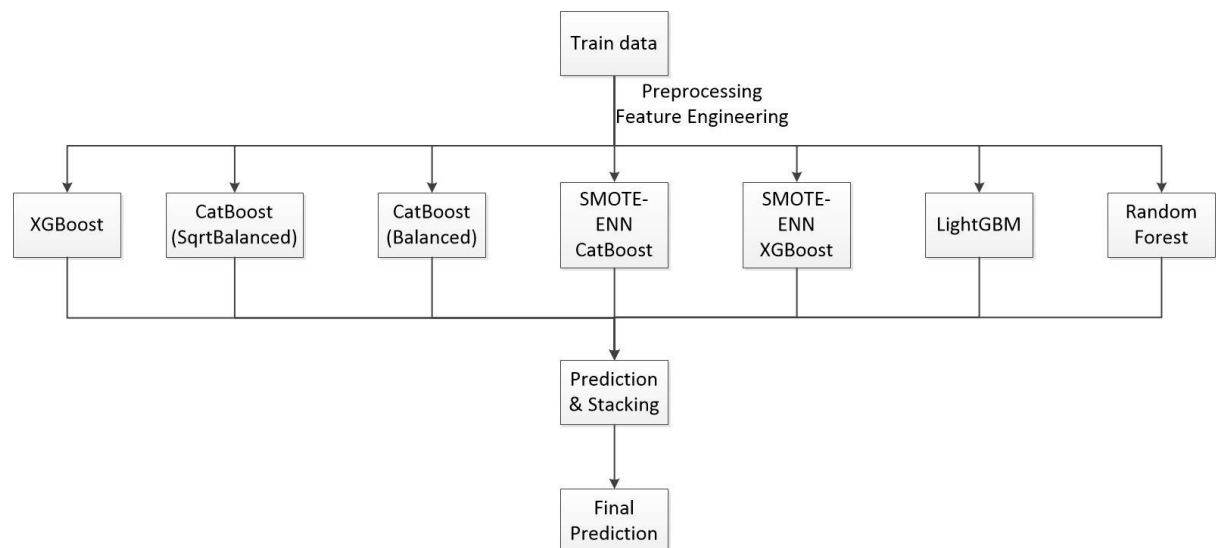 Train data
Preprocessing
Feature Engineering
XGBoost
CatBoost
(SqrtBalanced)
CatBoost
(Balanced)
SMOTE-
ENN
CatBoost
SMOTE-
ENN
XGBoost
LightGBM
Random
Forest
Prediction
& Stacking
Final
Prediction